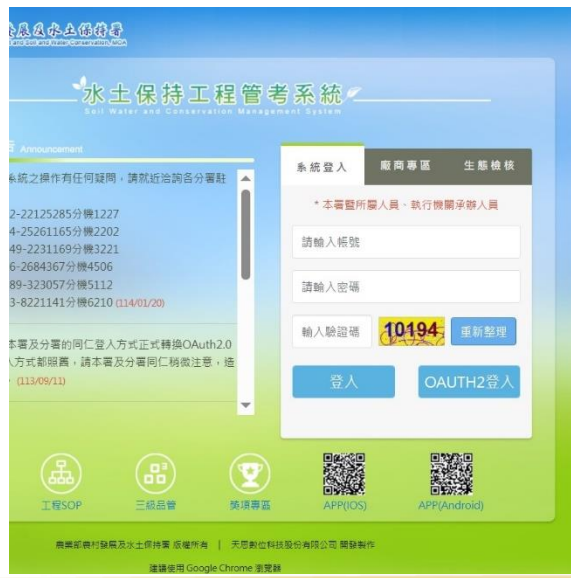 發展及水土保持署
and Soil and Water Conservation, MOA
水土保持工程管考系統
Soil Water and Conservation Management System
告 Announcement
系統之操作有任何疑問，請就近洽詢各分署駐
2-22125285分機1227
4-25261165分機2202
49-2231169分機3221
6-2684367分機4506
89-323057分機5112
3-8221141分機6210 (114/01/20)
本署及分署的同仁登入方式正式轉換OAuth2.0
入方式都照舊，請本署及分署同仁稍微注意，造
(113/09/11)
系統登入 廠商專區 生態檢核
* 本署暨所屬人員、執行機關承辦人員
請輸入帳號
請輸入密碼
輸入驗證碼 10194 重新整理
登入 OAUTH2登入
工程SOP 三級品管 獎項專區 APP(IOS) APP(Android)
農業部農村發展及水土保持署 版權所有 | 天思數位科技股份有限公司 開發製作
建議使用 Google Chrome 瀏覽器